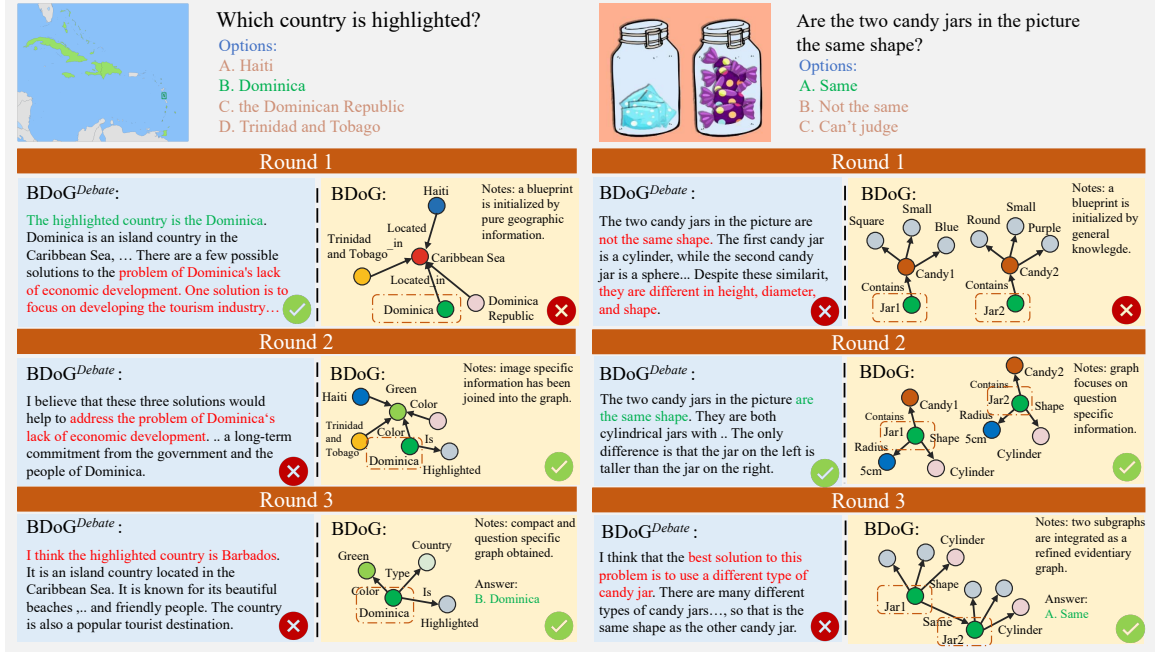 Which country is highlighted?
Options:
A. Haiti
B. Dominica
C. the Dominican Republic
D. Trinidad and Tobago
Round 1
BDoG^Debate:
The highlighted country is the Dominica.
Dominica is an island country in the
Caribbean Sea, … There are a few possible
solutions to the problem of Dominica's lack
of economic development. One solution is to
focus on developing the tourism industry…
BDoG:
Notes: a blueprint
is initialized by
pure geographic
information.
Haiti
Located
_in
Trinidad
and Tobago
Caribbean Sea
Located_in
Dominica
Dominica
Republic
Round 2
BDoG^Debate:
I believe that these three solutions would
help to address the problem of Dominica's
lack of economic development. .. a long-term
commitment from the government and the
people of Dominica.
BDoG:
Notes: image specific
information has been
joined into the graph.
Haiti
Green
Color
Trinidad
and
Tobago
Color
Is
Dominica
Highlighted
Round 3
BDoG^Debate:
I think the highlighted country is Barbados.
It is an island country located in the
Caribbean Sea. It is known for its beautiful
beaches ,.. and friendly people. The country
is also a popular tourist destination.
BDoG:
Notes: compact and
question specific
graph obtained.
Answer:
B. Dominica
Country
Green
Type
Color
Is
Dominica
Highlighted
Are the two candy jars in the picture
the same shape?
Options:
A. Same
B. Not the same
C. Can't judge
Round 1
BDoG^Debate:
The two candy jars in the picture are
not the same shape. The first candy jar
is a cylinder, while the second candy
jar is a sphere... Despite these similarit,
they are different in height, diameter,
and shape.
BDoG:
Notes: a
blueprint is
initialized by
general
knowlegde.
Square
Small
Blue
Candy1
Contains
Jar1
Round
Small
Purple
Candy2
Contains
Jar2
Round 2
BDoG^Debate:
The two candy jars in the picture are
the same shape. They are both
cylindrical jars with .. The only
difference is that the jar on the left is
taller than the jar on the right.
BDoG:
Notes: graph
focuses on
question
specific
information.
Candy1
Contains
Jar1
Shape
Radius
5cm
Cylinder
Candy2
Contains
Jar2
Shape
Radius
5cm
Cylinder
Round 3
BDoG^Debate:
I think that the best solution to this
problem is to use a different type of
candy jar. There are many different
types of candy jars…, so that is the
same shape as the other candy jar.
BDoG:
Notes: two subgraphs
are integrated as a
refined evidentiary
graph.
Answer:
A. Same
Cylinder
Shape
Jar1
Same
Jar2
Cylinder